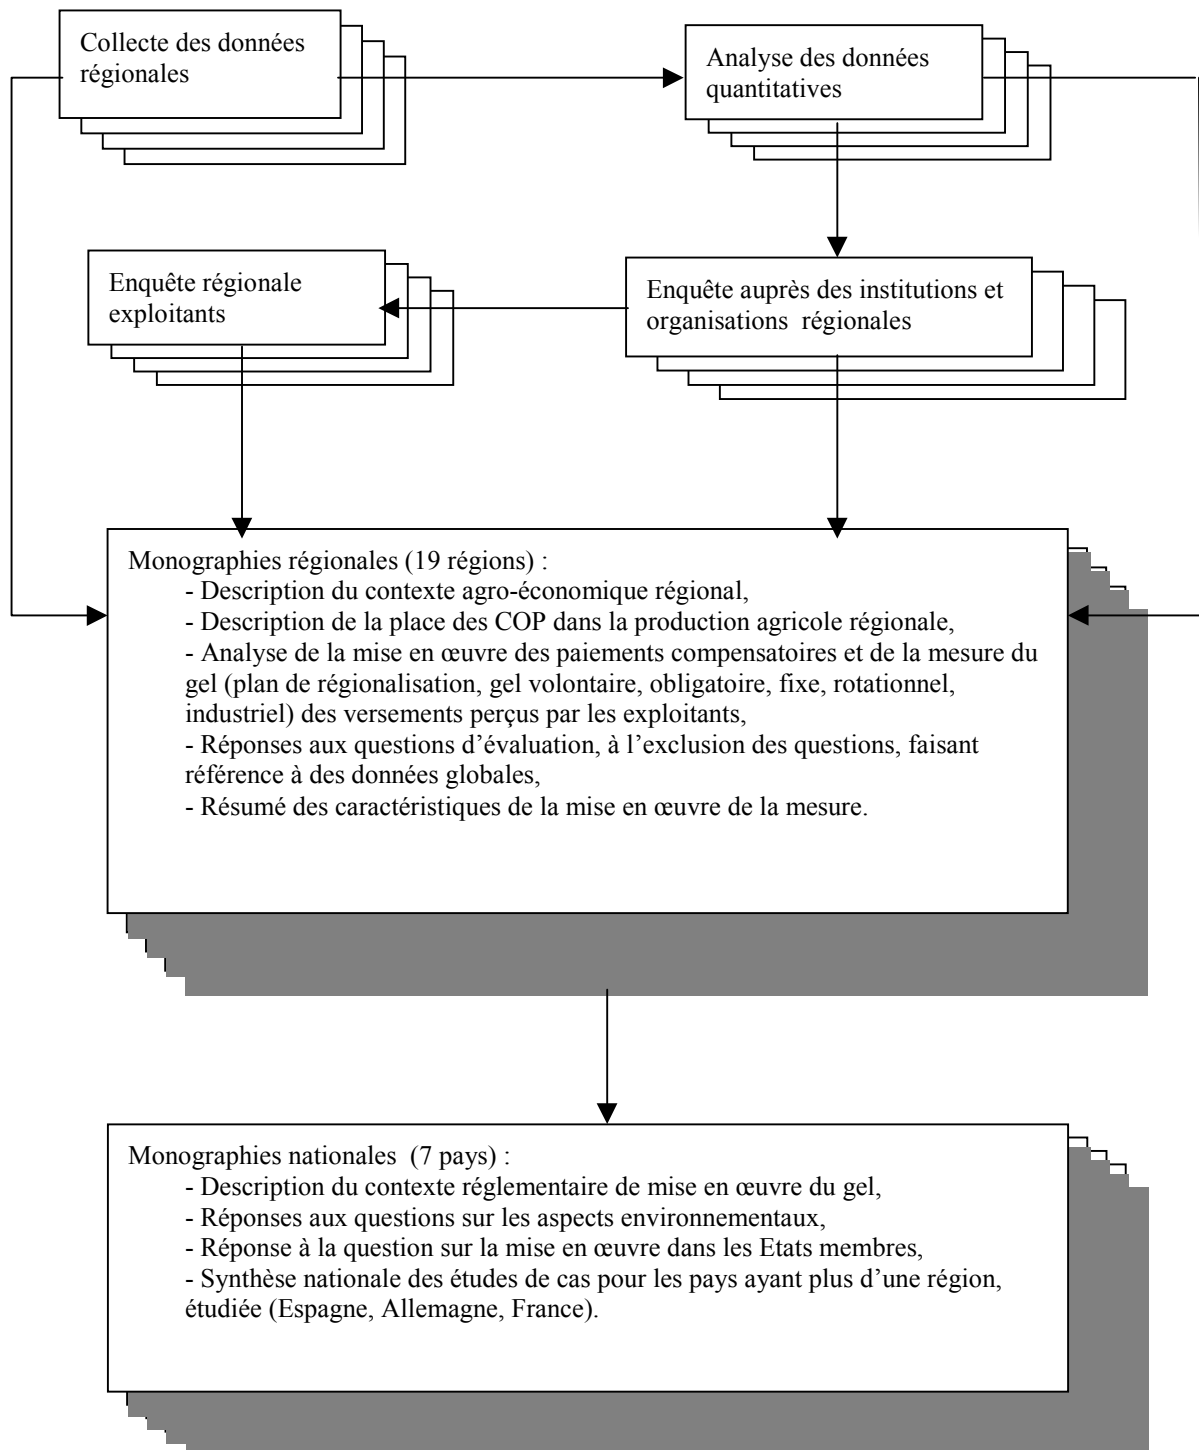 Collecte des données
régionales
Analyse des données
quantitatives
Enquête régionale
exploitants
Enquête auprès des institutions et
organisations régionales
Monographies régionales (19 régions) :
- Description du contexte agro-économique régional,
- Description de la place des COP dans la production agricole régionale,
- Analyse de la mise en œuvre des paiements compensatoires et de la mesure du
gel (plan de régionalisation, gel volontaire, obligatoire, fixe, rotationnel,
industriel) des versements perçus par les exploitants,
- Réponses aux questions d’évaluation, à l’exclusion des questions, faisant
référence à des données globales,
- Résumé des caractéristiques de la mise en œuvre de la mesure.
Monographies nationales (7 pays) :
- Description du contexte réglementaire de mise en œuvre du gel,
- Réponses aux questions sur les aspects environnementaux,
- Réponse à la question sur la mise en œuvre dans les Etats membres,
- Synthèse nationale des études de cas pour les pays ayant plus d’une région,
étudiée (Espagne, Allemagne, France).